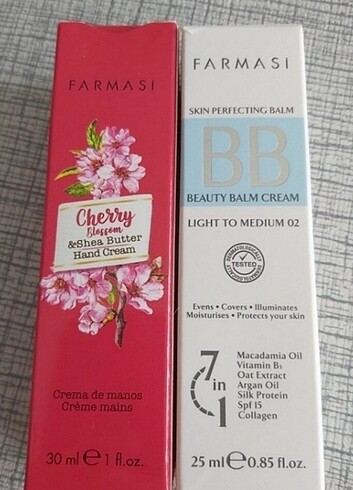 FARMASI
Cherry
Blossom
&Shea Butter
Hand Cream
Crema de manos
Crème mains
30 ml e 1 fl.oz.
FARMASI
SKIN PERFECTING BALM
BB
BEAUTY BALM CREAM
LIGHT TO MEDIUM 02
DERMATOLOGICALLY
TESTED
DERMATOLOGICALLY
Evens • Covers • Illuminates
Moisturises • Protects your skin
7 in 1
Macadamia Oil
Vitamin B₅
Oat Extract
Argan Oil
Silk Protein
Spf 15
Collagen
25 ml e 0.85 fl.oz.